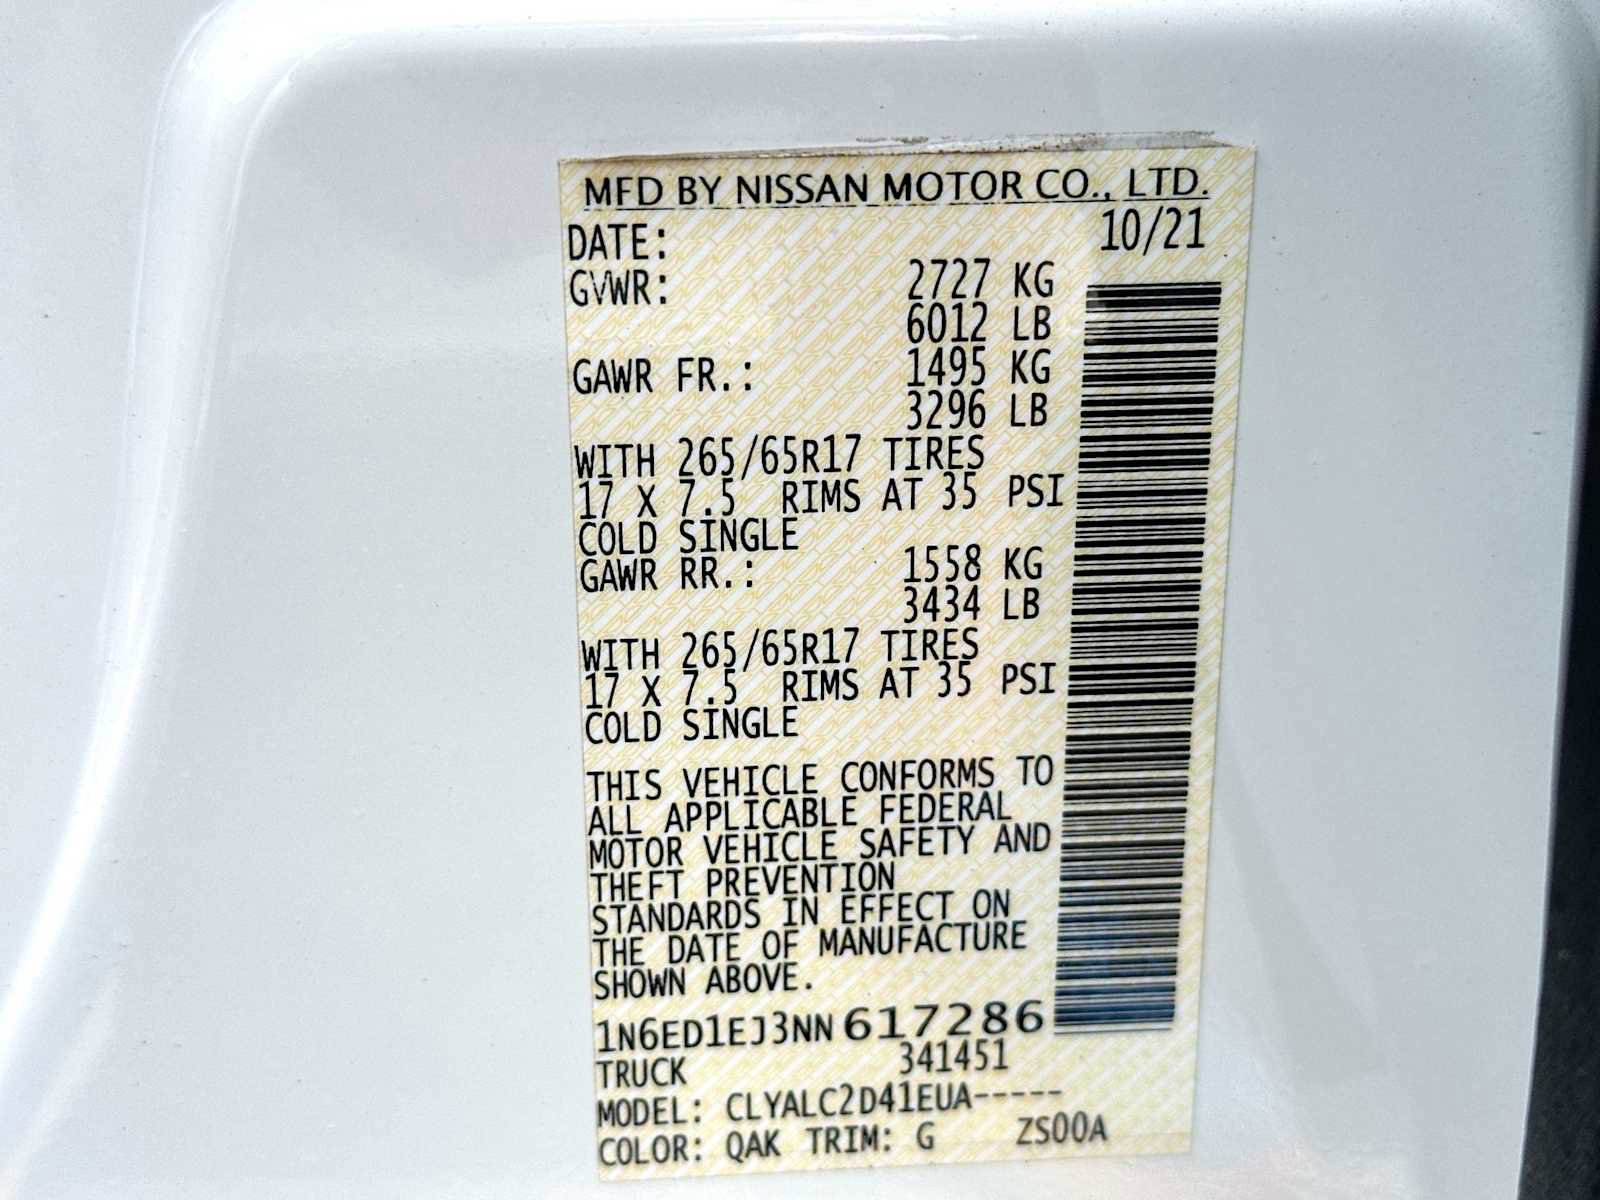 MFD BY NISSAN MOTOR CO., LTD.
DATE: 10/21
GVWR: 2727 KG
6012 LB
GAWR FR.: 1495 KG
3296 LB
WITH 265/65R17 TIRES
17 X 7.5 RIMS AT 35 PSI
COLD SINGLE
GAWR RR.: 1558 KG
3434 LB
WITH 265/65R17 TIRES
17 X 7.5 RIMS AT 35 PSI
COLD SINGLE
THIS VEHICLE CONFORMS TO
ALL APPLICABLE FEDERAL
MOTOR VEHICLE SAFETY AND
THEFT PREVENTION
STANDARDS IN EFFECT ON
THE DATE OF MANUFACTURE
SHOWN ABOVE.
1N6ED1EJ3NN617286
TRUCK 341451
MODEL: CLYALC2D41EUA-----
COLOR: QAK TRIM: G ZS00A